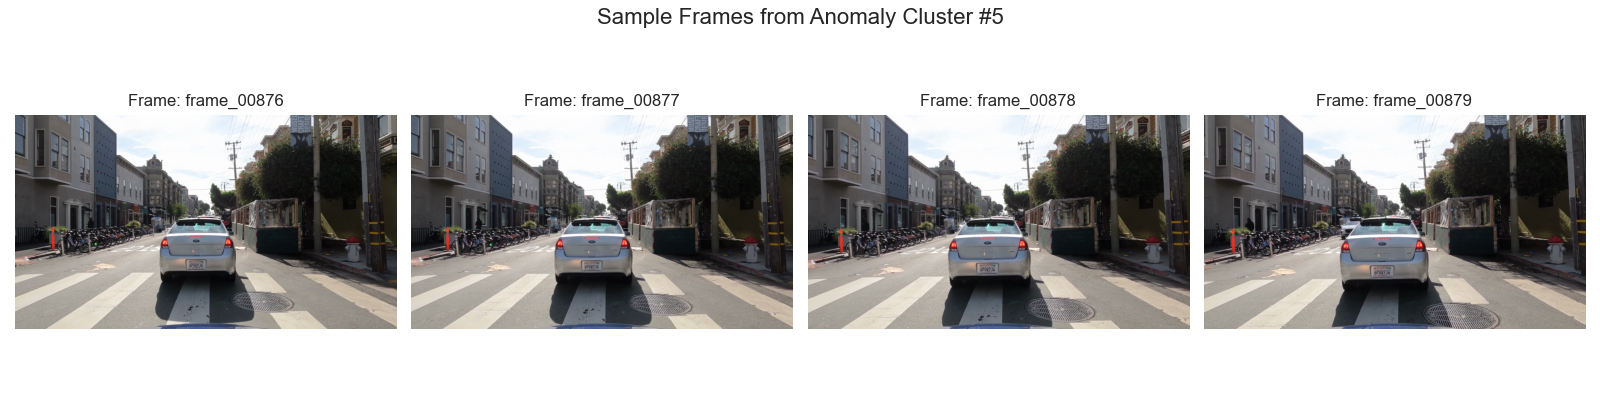 Sample Frames from Anomaly Cluster #5
Frame: frame_00876
Frame: frame_00877
Frame: frame_00878
Frame: frame_00879